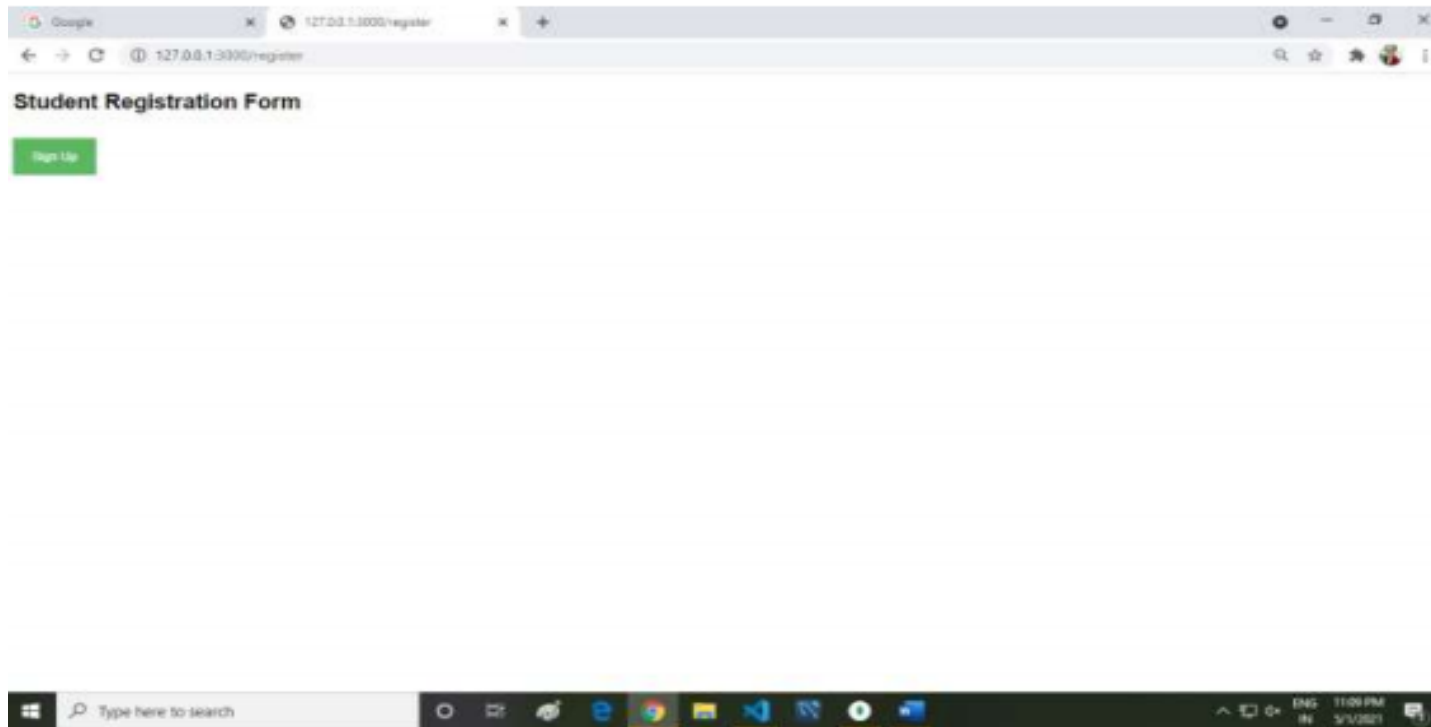 Google
127.0.0.1:3000/register
127.0.0.1:3000/register
Student Registration Form
Sign Up
Type here to search
ENG
11:09 PM
IN
5/1/2021